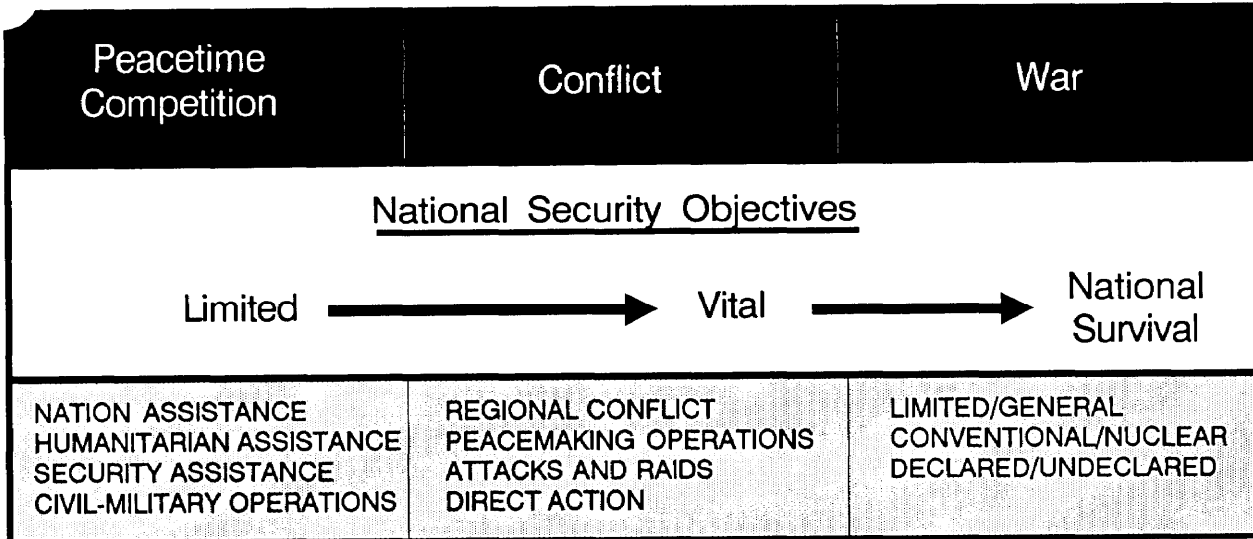 Peacetime
Competition
Conflict
War
National Security Objectives
Limited
Vital
National
Survival
NATION ASSISTANCE
HUMANITARIAN ASSISTANCE
SECURITY ASSISTANCE
CIVIL-MILITARY OPERATIONS
REGIONAL CONFLICT
PEACEMAKING OPERATIONS
ATTACKS AND RAIDS
DIRECT ACTION
LIMITED/GENERAL
CONVENTIONAL/NUCLEAR
DECLARED/UNDECLARED